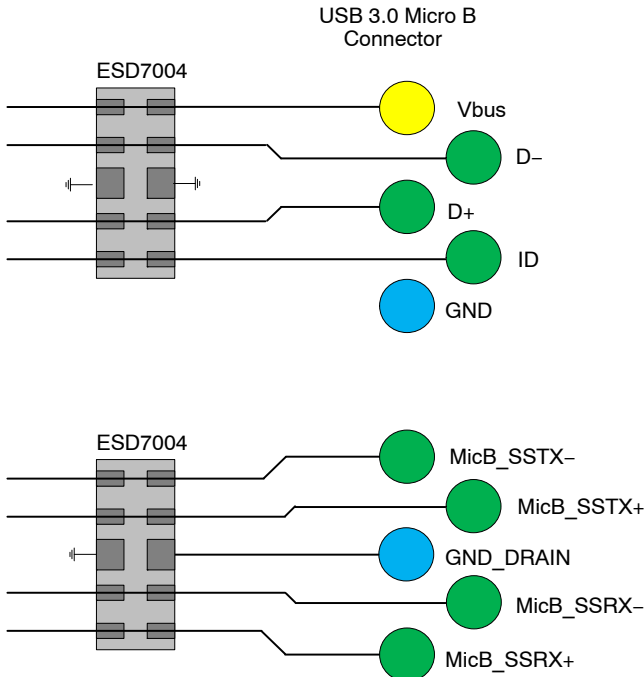 USB 3.0 Micro B
Connector
ESD7004
Vbus
D−
D+
ID
GND
ESD7004
MicB_SSTX−
MicB_SSTX+
GND_DRAIN
MicB_SSRX−
MicB_SSRX+